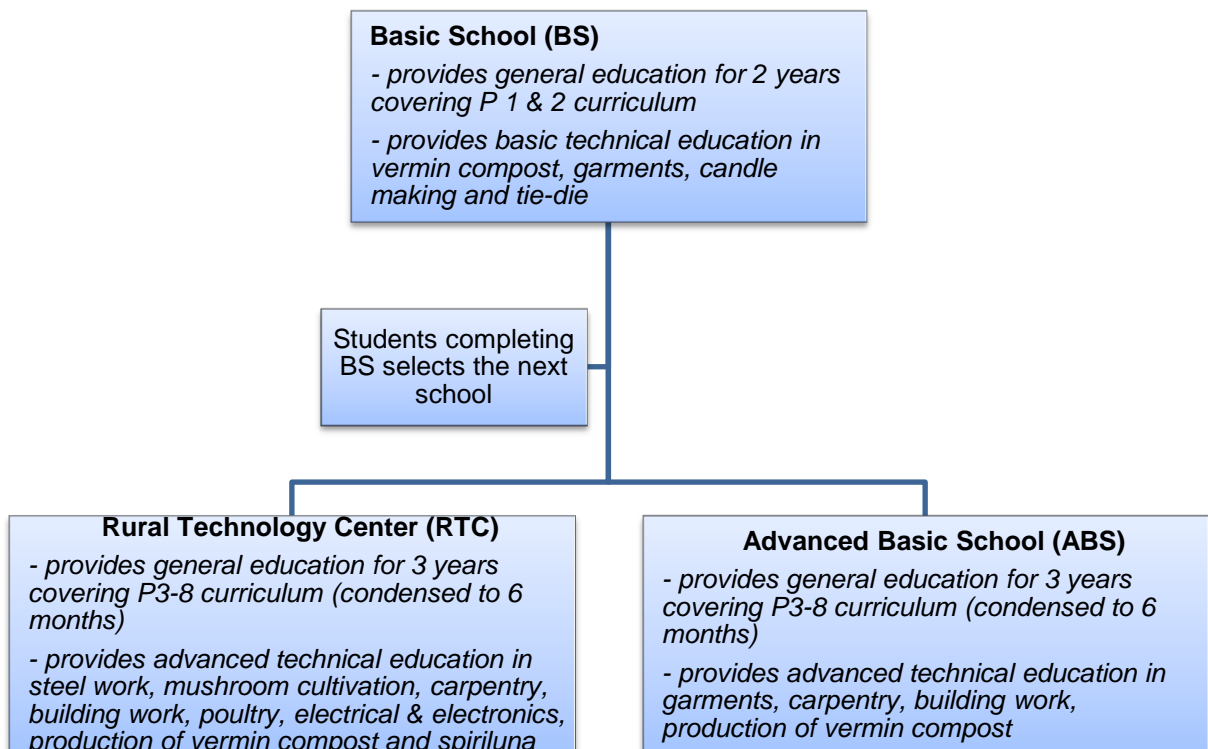 Basic School (BS)
- provides general education for 2 years
covering P 1 & 2 curriculum
- provides basic technical education in
vermin compost, garments, candle
making and tie-die
Students completing
BS selects the next
school
Rural Technology Center (RTC)
- provides general education for 3 years
covering P3-8 curriculum (condensed to 6
months)
- provides advanced technical education in
steel work, mushroom cultivation, carpentry,
building work, poultry, electrical & electronics,
production of vermin compost and spiriluna
Advanced Basic School (ABS)
- provides general education for 3 years
covering P3-8 curriculum (condensed to 6
months)
- provides advanced technical education in
garments, carpentry, building work,
production of vermin compost